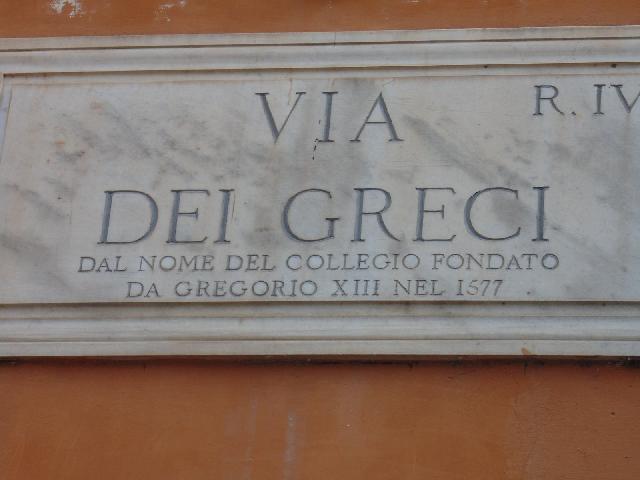 VIA
R. IV
DEI GRECI
DAL NOME DEL COLLEGIO FONDATO
DA GREGORIO XIII NEL 1577